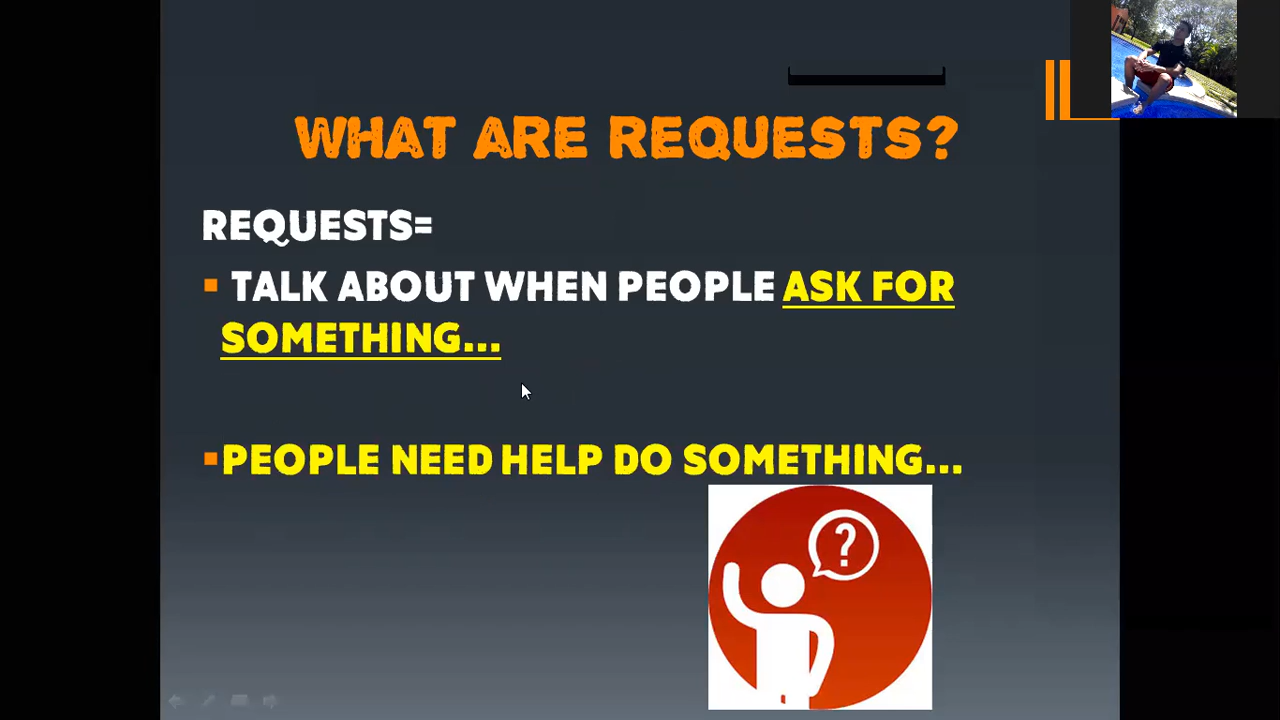 WHAT ARE REQUESTS?
REQUESTS=
TALK ABOUT WHEN PEOPLE ASK FOR
SOMETHING...
PEOPLE NEED HELP DO SOMETHING...
?